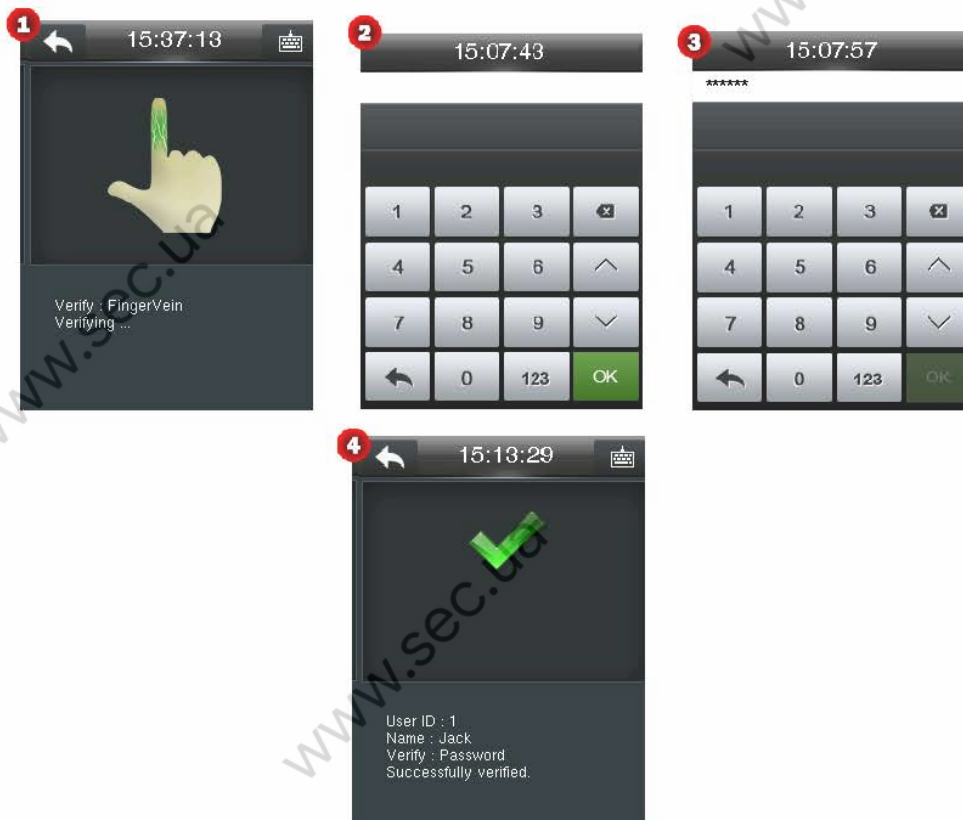 1
15:37:13
Verify : FingerVein
Verifying ...
2
15:07:43
1 2 3
4 5 6
7 8 9
0 123 OK
3
15:07:57
******
1 2 3
4 5 6
7 8 9
0 123 OK
4
15:13:29
User ID : 1
Name : Jack
Verify : Password
Successfully verified.
www.sec.ua
www.sec.ua
www